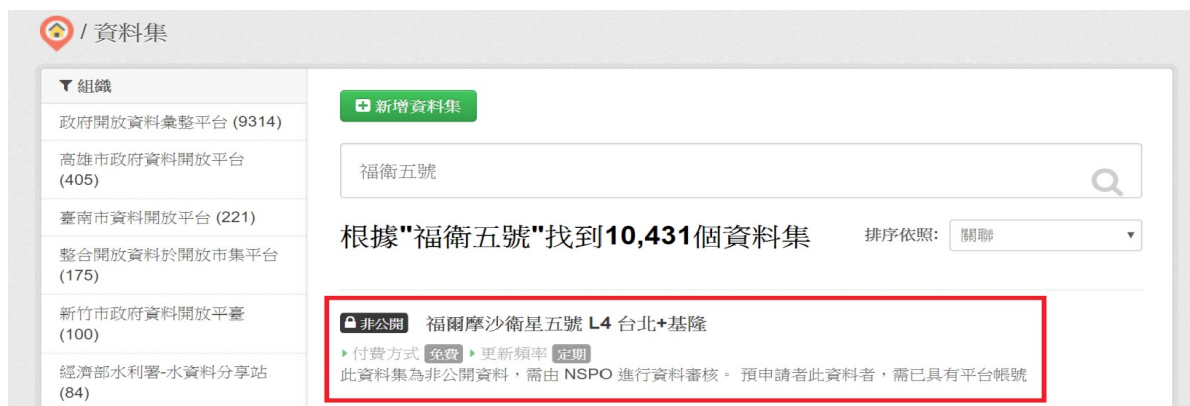 / 資料集
組織
政府開放資料彙整平台 (9314)
高雄市政府資料開放平台
(405)
臺南市資料開放平台 (221)
整合開放資料於開放市集平台
(175)
新竹市政府資料開放平臺
(100)
經濟部水利署-水資料分享站
(84)
新增資料集
福衛五號
根據"福衛五號"找到10,431個資料集
排序依照: 關聯
非公開 福爾摩沙衛星五號 L4 台北+基隆
付費方式 免費 更新頻率 定期
此資料集為非公開資料，需由 NSPO 進行資料審核。 預申請者此資料者，需已具有平台帳號